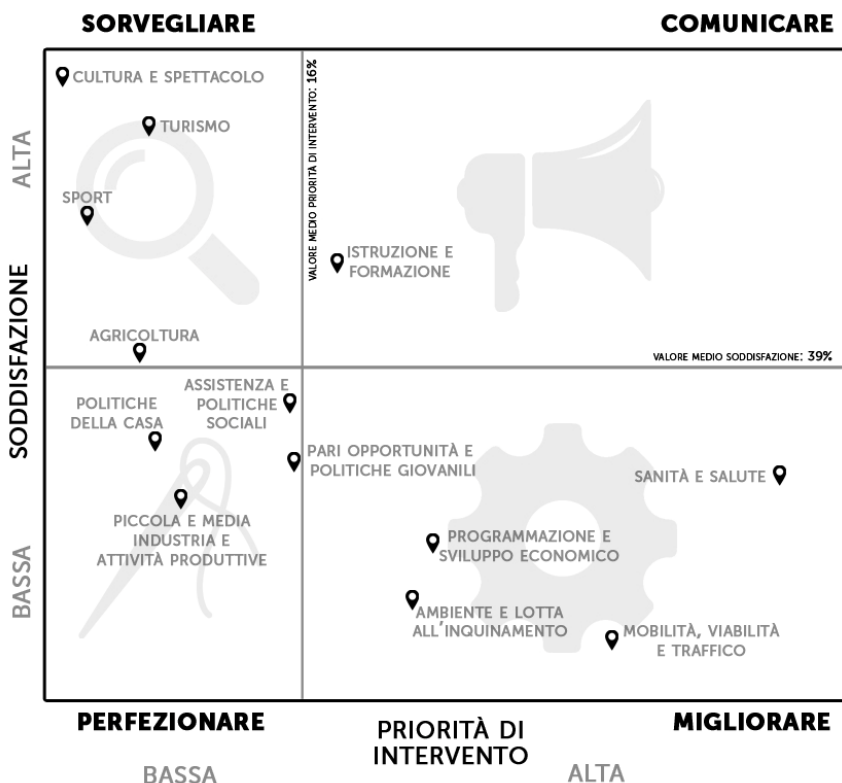 SORVEGLIARE
COMUNICARE
CULTURA E SPETTACOLO
TURISMO
SPORT
AGRICOLTURA
VALORE MEDIO PRIORITÀ DI INTERVENTO: 16%
ISTRUZIONE E
FORMAZIONE
VALORE MEDIO SODDISFAZIONE: 39%
ALTA
SODDISFAZIONE
BASSA
ASSISTENZA E
POLITICHE
SOCIALI
POLITICHE
DELLA CASA
PICCOLA E MEDIA
INDUSTRIA E
ATTIVITÀ PRODUTTIVE
PARI OPPORTUNITÀ E
POLITICHE GIOVANILI
SANITÀ E SALUTE
PROGRAMMAZIONE E
SVILUPPO ECONOMICO
AMBIENTE E LOTTA
ALL'INQUINAMENTO
MOBILITÀ, VIABILITÀ
E TRAFFICO
PERFEZIONARE
PRIORITÀ DI
INTERVENTO
MIGLIORARE
BASSA
ALTA